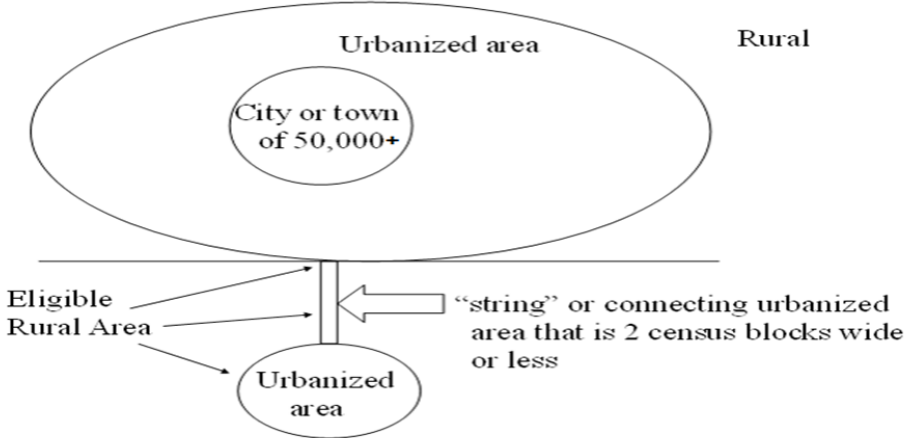 Urbanized area
Rural
City or town
of 50,000+
Eligible
Rural Area
“string” or connecting urbanized
area that is 2 census blocks wide
or less
Urbanized
area